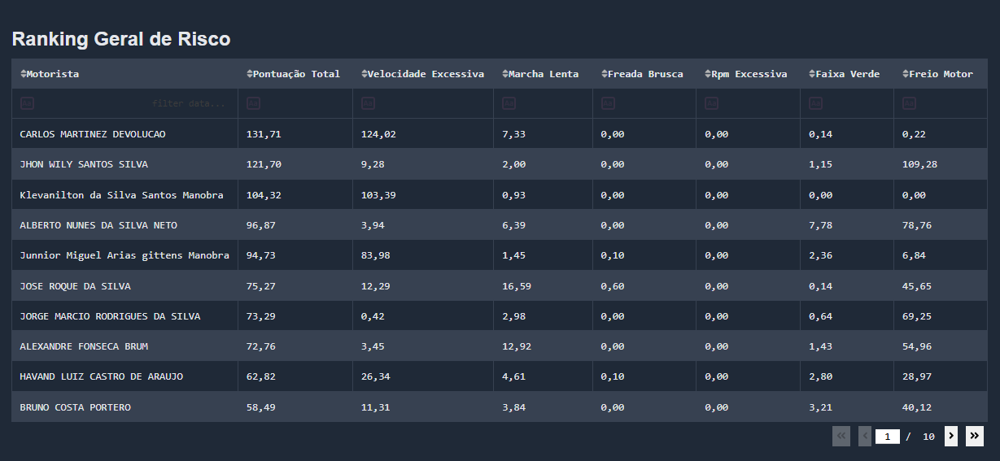 Ranking Geral de Risco
Motorista Pontuação Total Velocidade Excessiva Marcha Lenta Freada Brusca Rpm Excessiva Faixa Verde Freio Motor
Aa filter data... Aa Aa Aa Aa Aa Aa Aa
CARLOS MARTINEZ DEVOLUCAO 131,71 124,02 7,33 0,00 0,00 0,14 0,22
JHON WILY SANTOS SILVA 121,70 9,28 2,00 0,00 0,00 1,15 109,28
Klevanilton da Silva Santos Manobra 104,32 103,39 0,93 0,00 0,00 0,00 0,00
ALBERTO NUNES DA SILVA NETO 96,87 3,94 6,39 0,00 0,00 7,78 78,76
Junnior Miguel Arias gittens Manobra 94,73 83,98 1,45 0,10 0,00 2,36 6,84
JOSE ROQUE DA SILVA 75,27 12,29 16,59 0,60 0,00 0,14 45,65
JORGE MARCIO RODRIGUES DA SILVA 73,29 0,42 2,98 0,00 0,00 0,64 69,25
ALEXANDRE FONSECA BRUM 72,76 3,45 12,92 0,00 0,00 1,43 54,96
HAVAND LUIZ CASTRO DE ARAUJO 62,82 26,34 4,61 0,10 0,00 2,80 28,97
BRUNO COSTA PORTERO 58,49 11,31 3,84 0,00 0,00 3,21 40,12
1 / 10